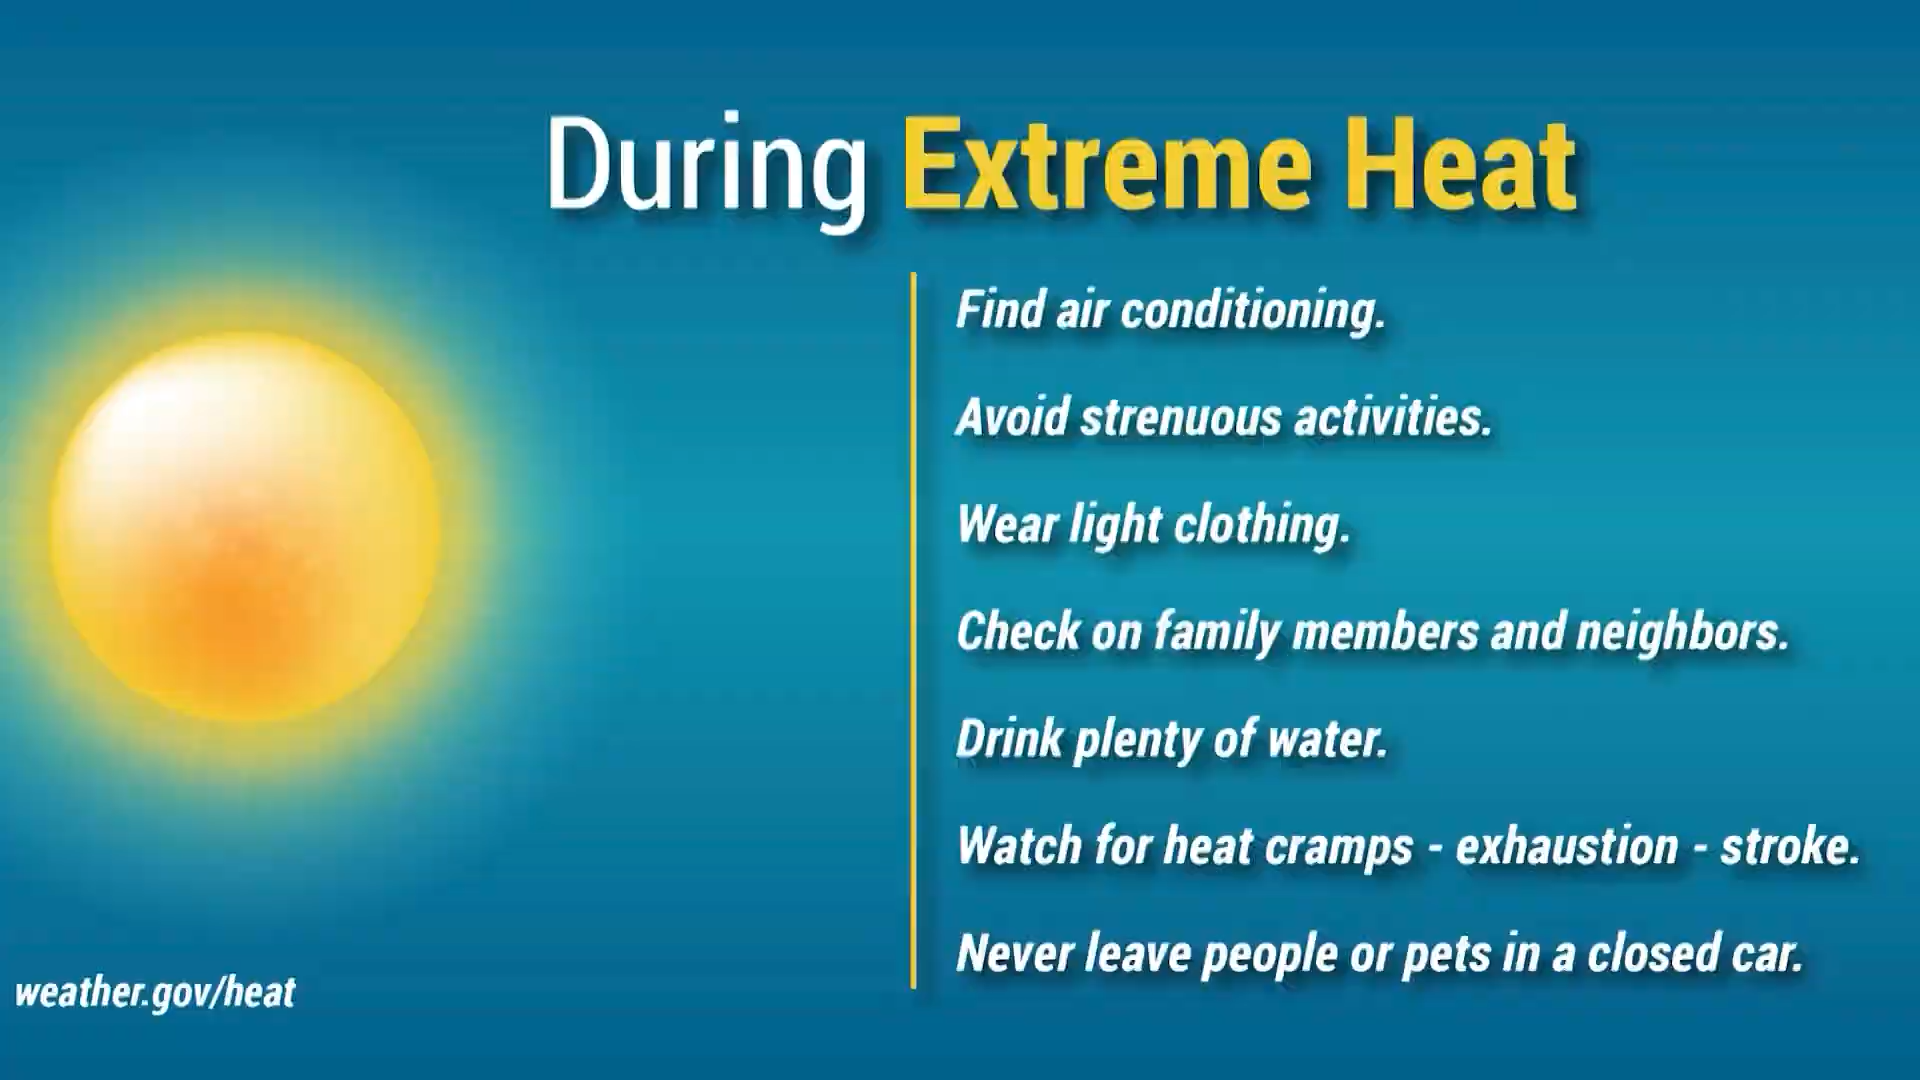 During Extreme Heat
Find air conditioning.
Avoid strenuous activities.
Wear light clothing.
Check on family members and neighbors.
Drink plenty of water.
Watch for heat cramps - exhaustion - stroke.
Never leave people or pets in a closed car.
weather.gov/heat